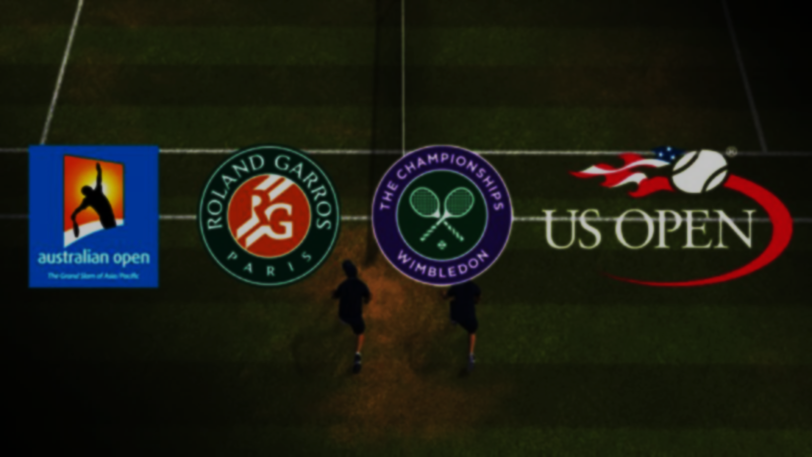 australian open
The Grand Slam of Asia/Pacific
ROLAND GARROS
RG
PARIS
THE CHAMPIONSHIPS
WIMBLEDON
US OPEN
®